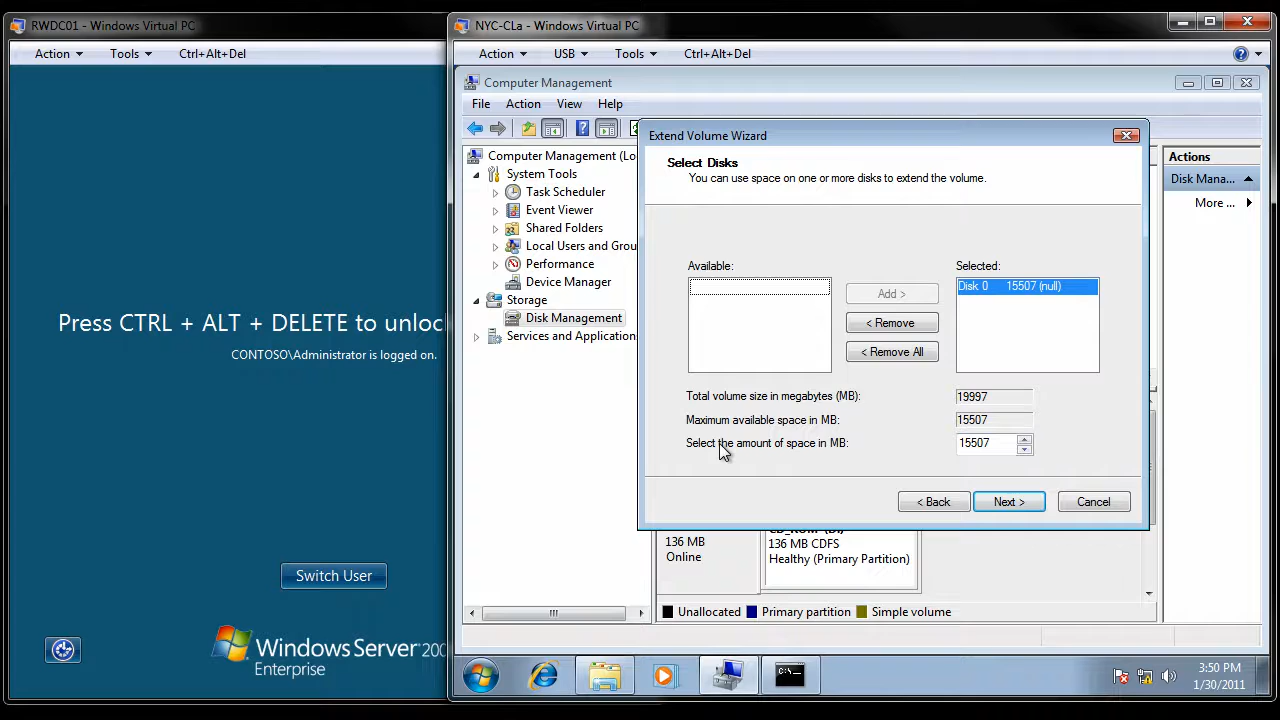 RWDC01 - Windows Virtual PC
Action Tools Ctrl+Alt+Del
Press CTRL + ALT + DELETE to unloc
CONTOSO\Administrator is logged on.
Switch User
Windows Server 200
Enterprise
NYC-CLa - Windows Virtual PC
Action USB Tools Ctrl+Alt+Del
Computer Management
File Action View Help
Computer Management (Lo
System Tools
Task Scheduler
Event Viewer
Shared Folders
Local Users and Grou
Performance
Device Manager
Storage
Disk Management
Services and Application
Extend Volume Wizard
Select Disks
You can use space on one or more disks to extend the volume.
Available: Selected:
Disk 0 15507 (null)
Add >
< Remove
< Remove All
Total volume size in megabytes (MB): 19997
Maximum available space in MB: 15507
Select the amount of space in MB: 15507
< Back Next > Cancel
136 MB
Online
136 MB CDFS
Healthy (Primary Partition)
Unallocated Primary partition Simple volume
Actions
Disk Mana...
More ...
3:50 PM
1/30/2011